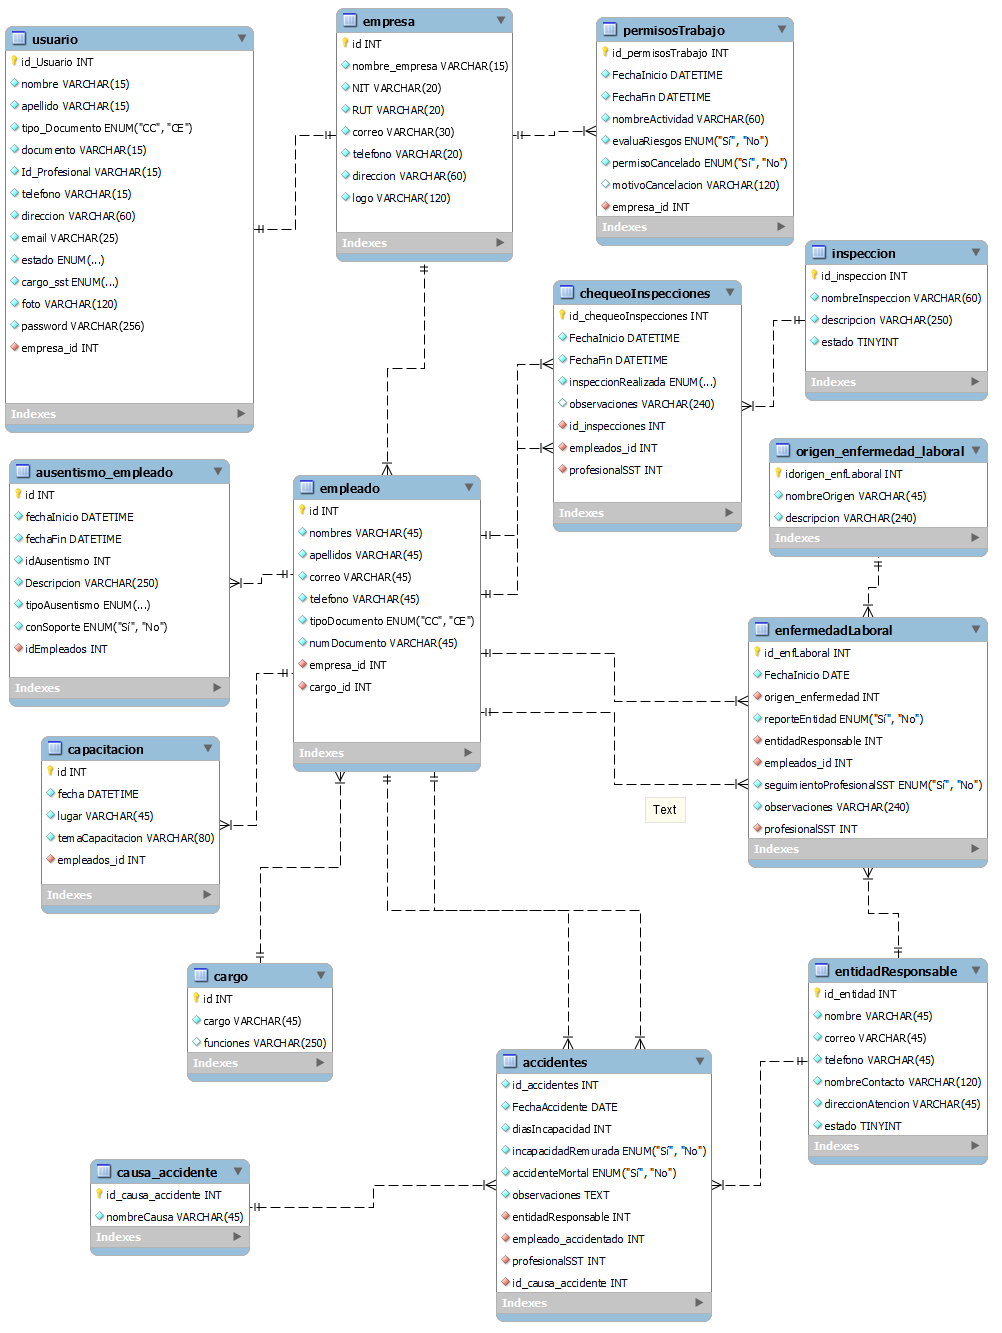 usuario
id_Usuario INT
nombre VARCHAR(15)
apellido VARCHAR(15)
tipo_Documento ENUM("CC", "CE")
documento VARCHAR(15)
Id_Profesional VARCHAR(15)
telefono VARCHAR(15)
direccion VARCHAR(60)
email VARCHAR(25)
estado ENUM(...)
cargo_sst ENUM(...)
foto VARCHAR(120)
password VARCHAR(256)
empresa_id INT
Indexes
empresa
id INT
nombre_empresa VARCHAR(15)
NIT VARCHAR(20)
RUT VARCHAR(20)
correo VARCHAR(30)
telefono VARCHAR(20)
direccion VARCHAR(60)
logo VARCHAR(120)
Indexes
permisosTrabajo
id_permisosTrabajo INT
FechaInicio DATETIME
FechaFin DATETIME
nombreActividad VARCHAR(60)
evaluaRiesgos ENUM("Sí", "No")
permisoCancelado ENUM("Sí", "No")
motivoCancelacion VARCHAR(120)
empresa_id INT
Indexes
inspeccion
id_inspeccion INT
nombreInspeccion VARCHAR(60)
descripcion VARCHAR(250)
estado TINYINT
Indexes
chequeoInspecciones
id_chequeoInspecciones INT
FechaInicio DATETIME
FechaFin DATETIME
inspeccionRealizada ENUM(...)
observaciones VARCHAR(240)
id_inspecciones INT
empleados_id INT
profesionalSST INT
Indexes
origen_enfermedad_laboral
idorigen_enfLaboral INT
nombreOrigen VARCHAR(45)
descripcion VARCHAR(240)
Indexes
ausentismo_empleado
id INT
fechaInicio DATETIME
fechaFin DATETIME
idAusentismo INT
Descripcion VARCHAR(250)
tipoAusentismo ENUM(...)
conSoporte ENUM("Sí", "No")
idEmpleados INT
Indexes
empleado
id INT
nombres VARCHAR(45)
apellidos VARCHAR(45)
correo VARCHAR(45)
telefono VARCHAR(45)
tipoDocumento ENUM("CC", "CE")
numDocumento VARCHAR(45)
empresa_id INT
cargo_id INT
Indexes
enfermedadLaboral
id_enfLaboral INT
FechaInicio DATE
origen_enfermedad INT
reporteEntidad ENUM("Sí", "No")
entidadResponsable INT
empleados_id INT
seguimientoProfesionalSST ENUM("Sí", "No")
observaciones VARCHAR(240)
profesionalSST INT
Indexes
Text
capacitacion
id INT
fecha DATETIME
lugar VARCHAR(45)
temaCapacitacion VARCHAR(80)
empleados_id INT
Indexes
cargo
id INT
cargo VARCHAR(45)
funciones VARCHAR(250)
Indexes
entidadResponsable
id_entidad INT
nombre VARCHAR(45)
correo VARCHAR(45)
telefono VARCHAR(45)
nombreContacto VARCHAR(120)
direccionAtencion VARCHAR(45)
estado TINYINT
Indexes
accidentes
id_accidentes INT
FechaAccidente DATE
diasIncapacidad INT
incapacidadRemurada ENUM("Sí", "No")
accidenteMortal ENUM("Sí", "No")
observaciones TEXT
entidadResponsable INT
empleado_accidentado INT
profesionalSST INT
id_causa_accidente INT
Indexes
causa_accidente
id_causa_accidente INT
nombreCausa VARCHAR(45)
Indexes